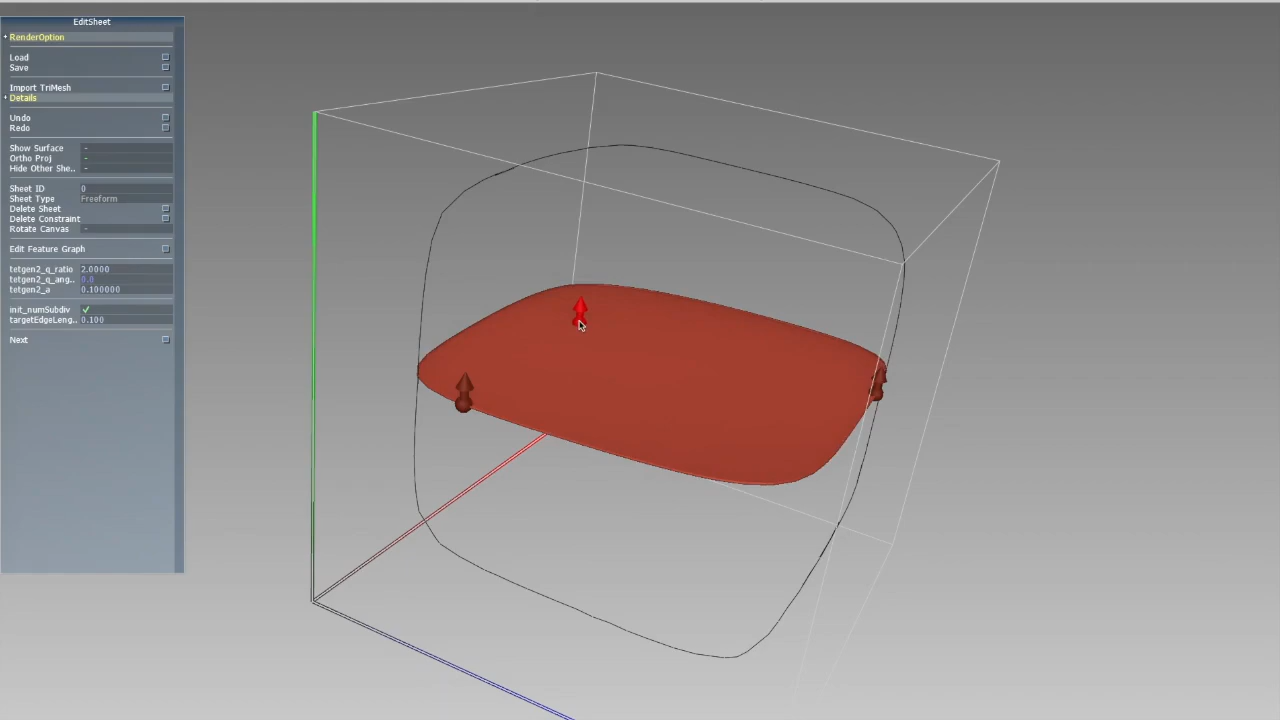 EditSheet
RenderOption
Load
Save
Import TriMesh
Details
Undo
Redo
Show Surface -
Ortho Proj -
Hide Other She.. -
Sheet ID 0
Sheet Type Freeform
Delete Sheet
Delete Constraint
Rotate Canvas -
Edit Feature Graph
tetgen2_q_ratio 2.0000
tetgen2_q_ang.. 0.0
tetgen2_a 0.100000
init_numSubdiv ✓
targetEdgeLeng.. 0.100
Next